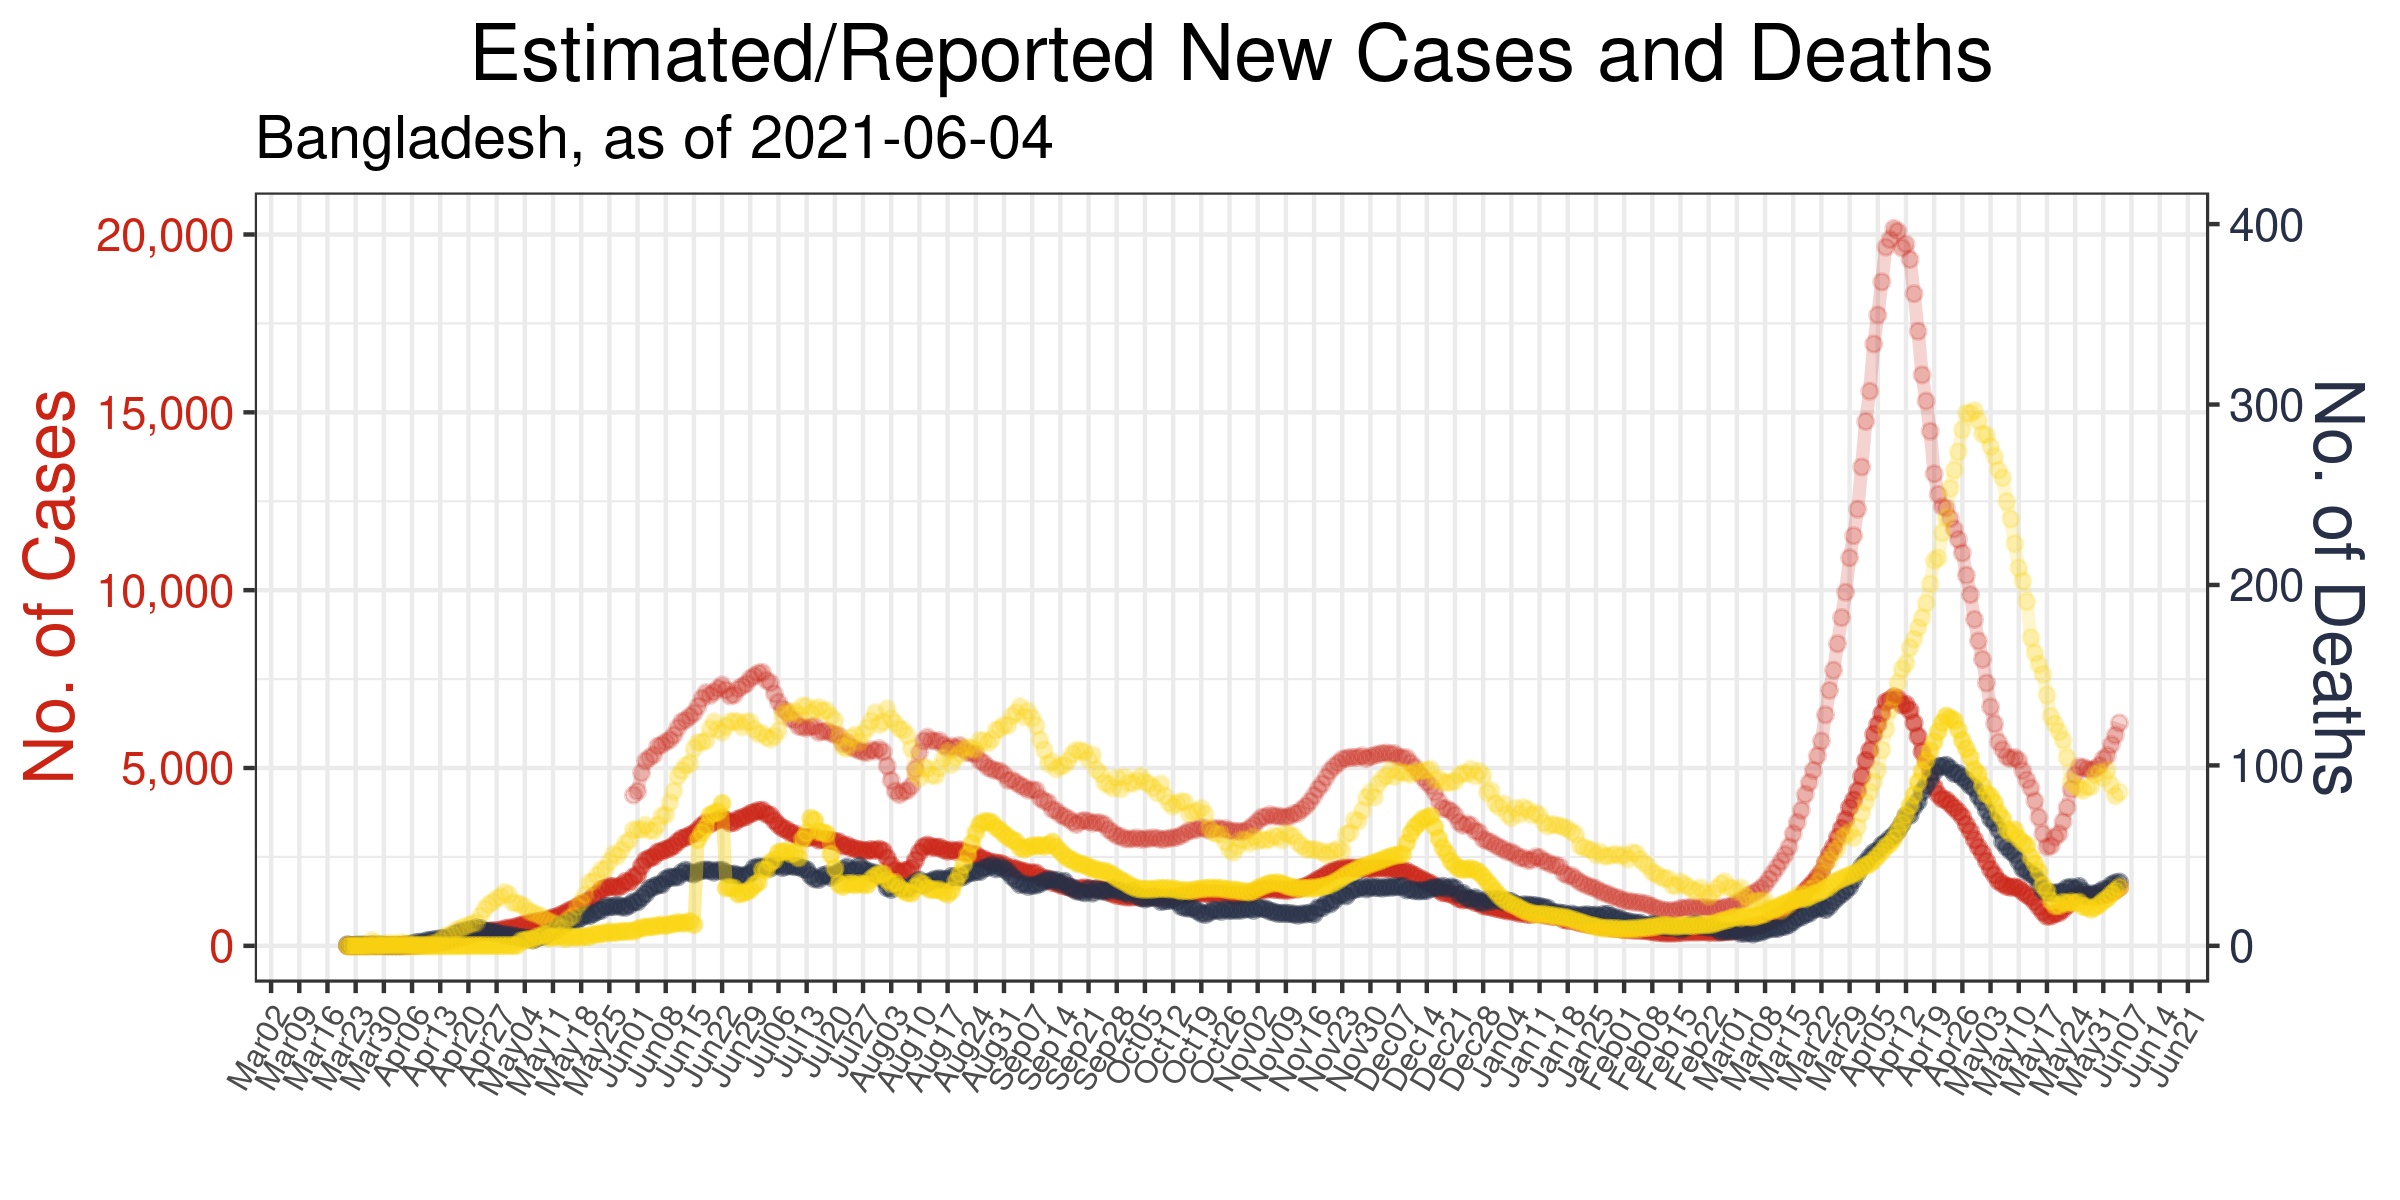 Estimated/Reported New Cases and Deaths
Bangladesh, as of 2021-06-04
No. of Cases
20,000
15,000
10,000
5,000
0
400
300
200
100
0
No. of Deaths
Mar02
Mar09
Mar16
Mar23
Mar30
Apr06
Apr13
Apr20
Apr27
May04
May11
May18
May25
Jun01
Jun08
Jun15
Jun22
Jun29
Jul06
Jul13
Jul20
Jul27
Aug03
Aug10
Aug17
Aug24
Aug31
Sep07
Sep14
Sep21
Sep28
Oct05
Oct12
Oct19
Oct26
Nov02
Nov09
Nov16
Nov23
Nov30
Dec07
Dec14
Dec21
Dec28
Jan04
Jan11
Jan18
Jan25
Feb01
Feb08
Feb15
Feb22
Mar01
Mar08
Mar15
Mar22
Mar29
Apr05
Apr12
Apr19
Apr26
May03
May10
May17
May24
May31
Jun07
Jun14
Jun21